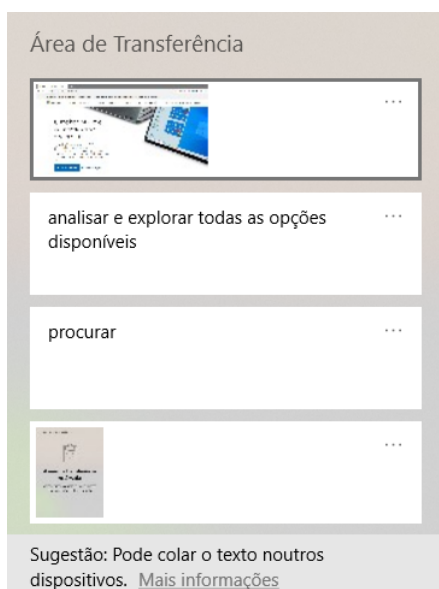 Área de Transferência
analisar e explorar todas as opções
disponíveis
procurar
Sugestão: Pode colar o texto noutros
dispositivos. Mais informações